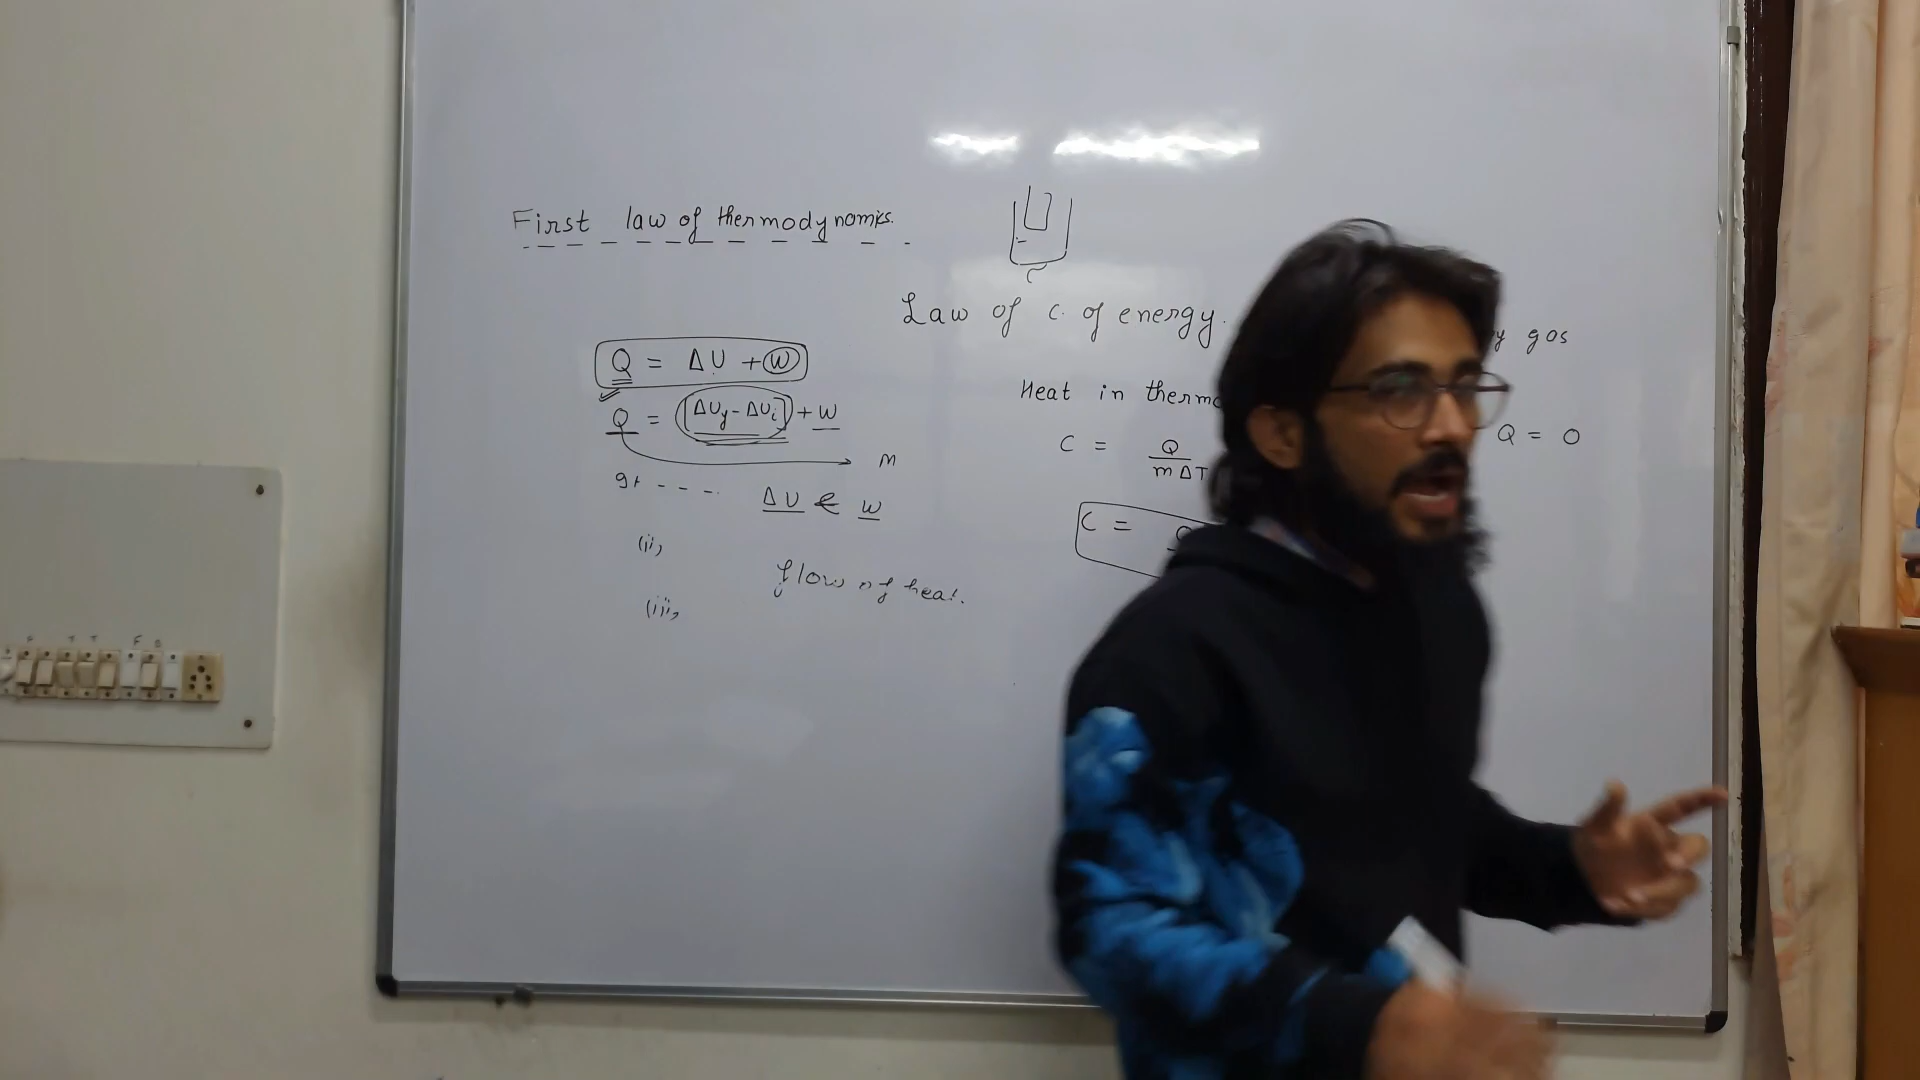 First law of thermodynamics.
Law of c. of energy.
y gas
Q = ΔU + W
Heat in thermo
Q = [ΔUf - ΔUi] + W
Q = 0
C = Q / mΔT
M
ΔU W
C =
(ii)
flow of heat.
(iii)